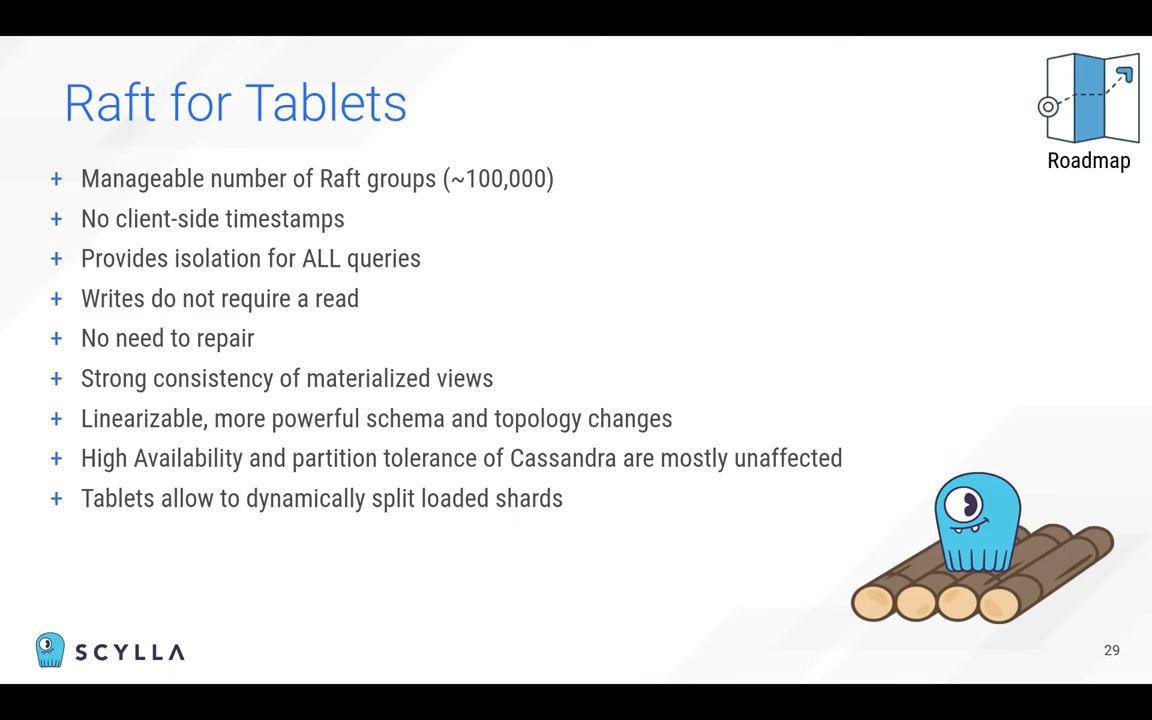 Raft for Tablets
Roadmap
+ Manageable number of Raft groups (~100,000)
+ No client-side timestamps
+ Provides isolation for ALL queries
+ Writes do not require a read
+ No need to repair
+ Strong consistency of materialized views
+ Linearizable, more powerful schema and topology changes
+ High Availability and partition tolerance of Cassandra are mostly unaffected
+ Tablets allow to dynamically split loaded shards
SCYLLA
29